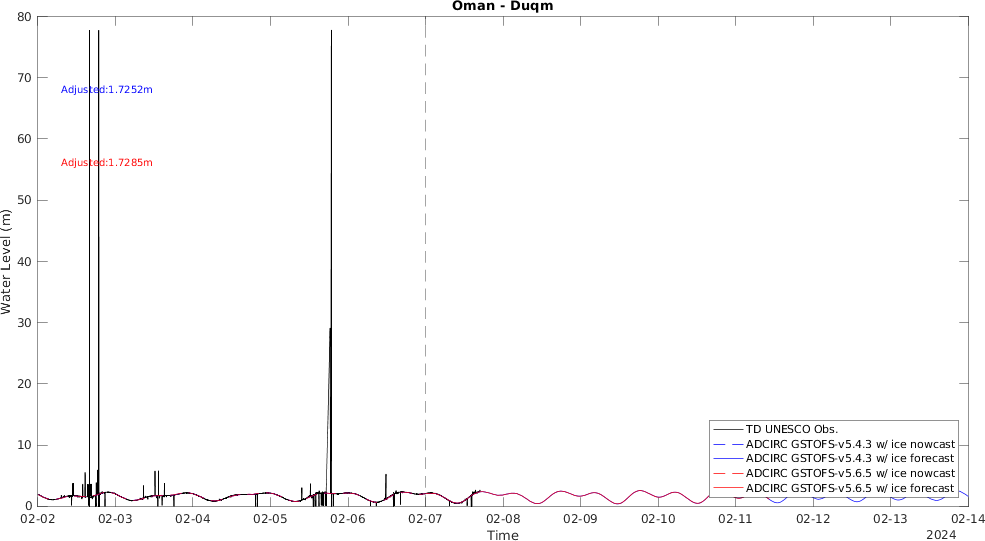 Oman - Duqm
80
70
60
50
40
30
20
10
0
Water Level (m)
Adjusted:1.7252m
Adjusted:1.7285m
TD UNESCO Obs.
ADCIRC GSTOFS-v5.4.3 w/ ice nowcast
ADCIRC GSTOFS-v5.4.3 w/ ice forecast
ADCIRC GSTOFS-v5.6.5 w/ ice nowcast
ADCIRC GSTOFS-v5.6.5 w/ ice forecast
02-02 02-03 02-04 02-05 02-06 02-07 02-08 02-09 02-10 02-11 02-12 02-13 02-14
Time
2024